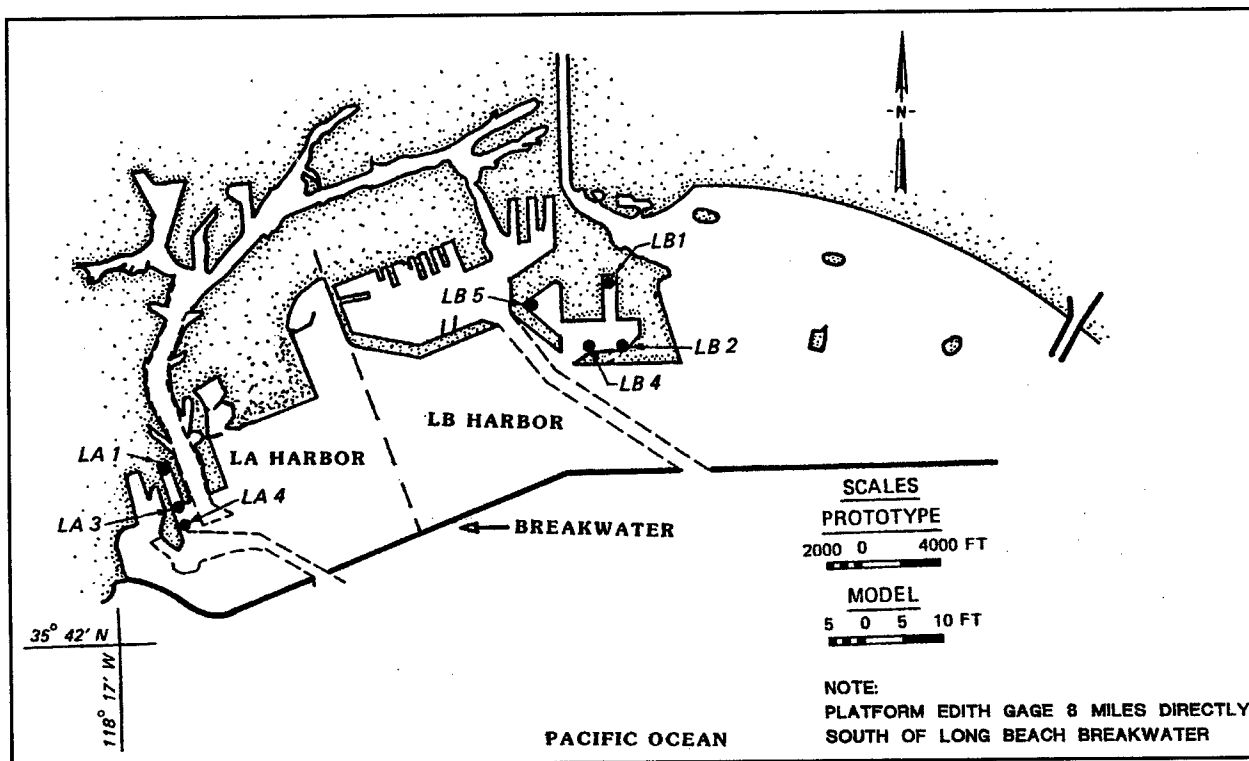 -N-
LB1
LB 5
LB 2
LB 4
LB HARBOR
LA HARBOR
LA 1
LA 4
LA 3
BREAKWATER
SCALES
PROTOTYPE
2000 0 4000 FT
MODEL
5 0 5 10 FT
35° 42' N
118° 17' W
NOTE:
PLATFORM EDITH GAGE 8 MILES DIRECTLY
SOUTH OF LONG BEACH BREAKWATER
PACIFIC OCEAN